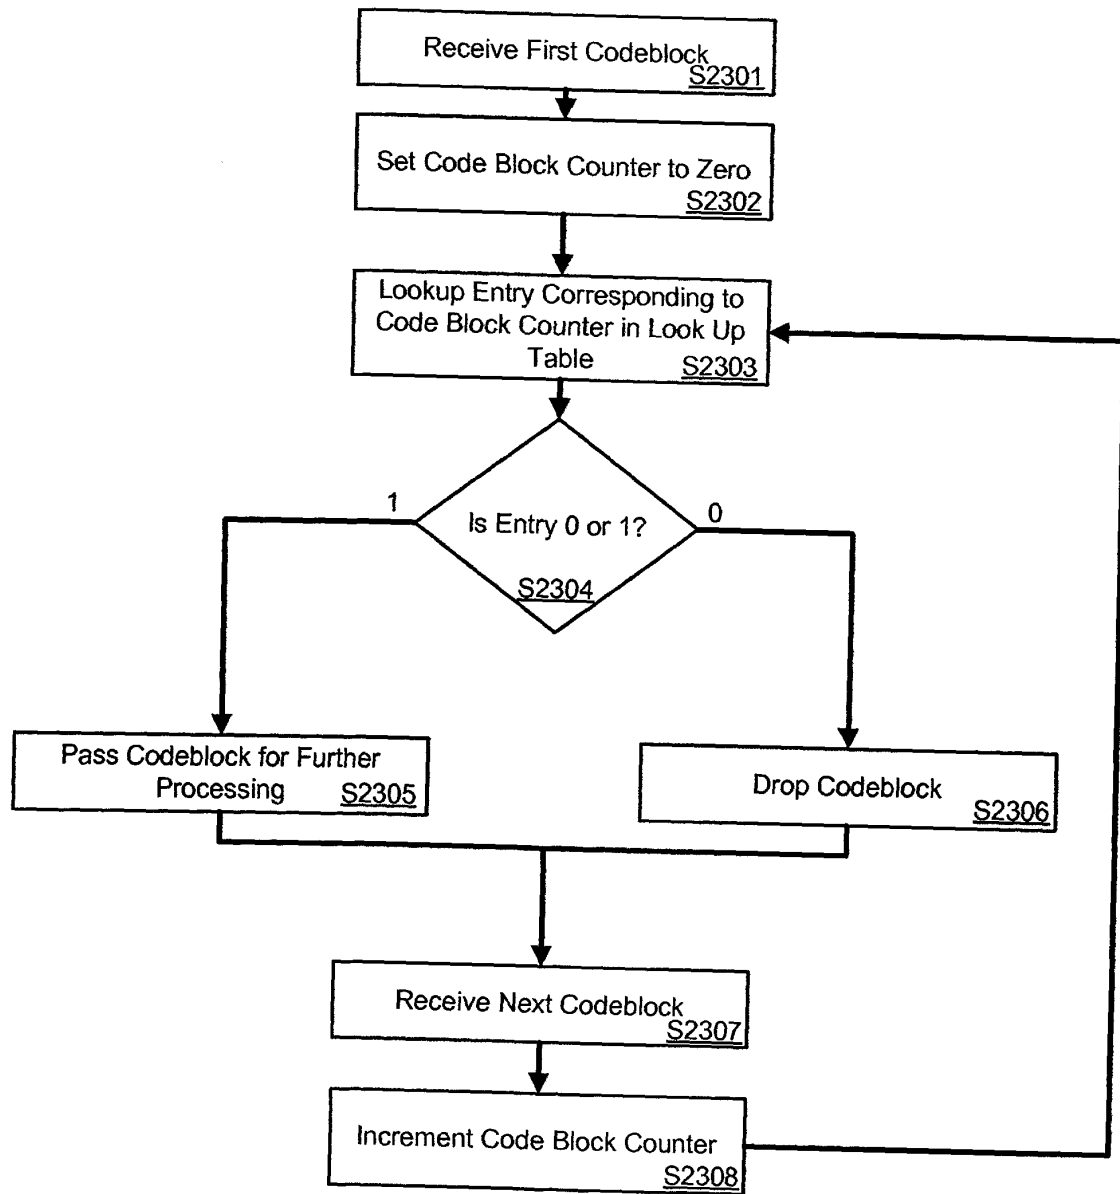 Receive First Codeblock
S2301
Set Code Block Counter to Zero
S2302
Lookup Entry Corresponding to
Code Block Counter in Look Up
Table S2303
1
0
Is Entry 0 or 1?
S2304
Pass Codeblock for Further
Processing S2305
Drop Codeblock
S2306
Receive Next Codeblock
S2307
Increment Code Block Counter
S2308